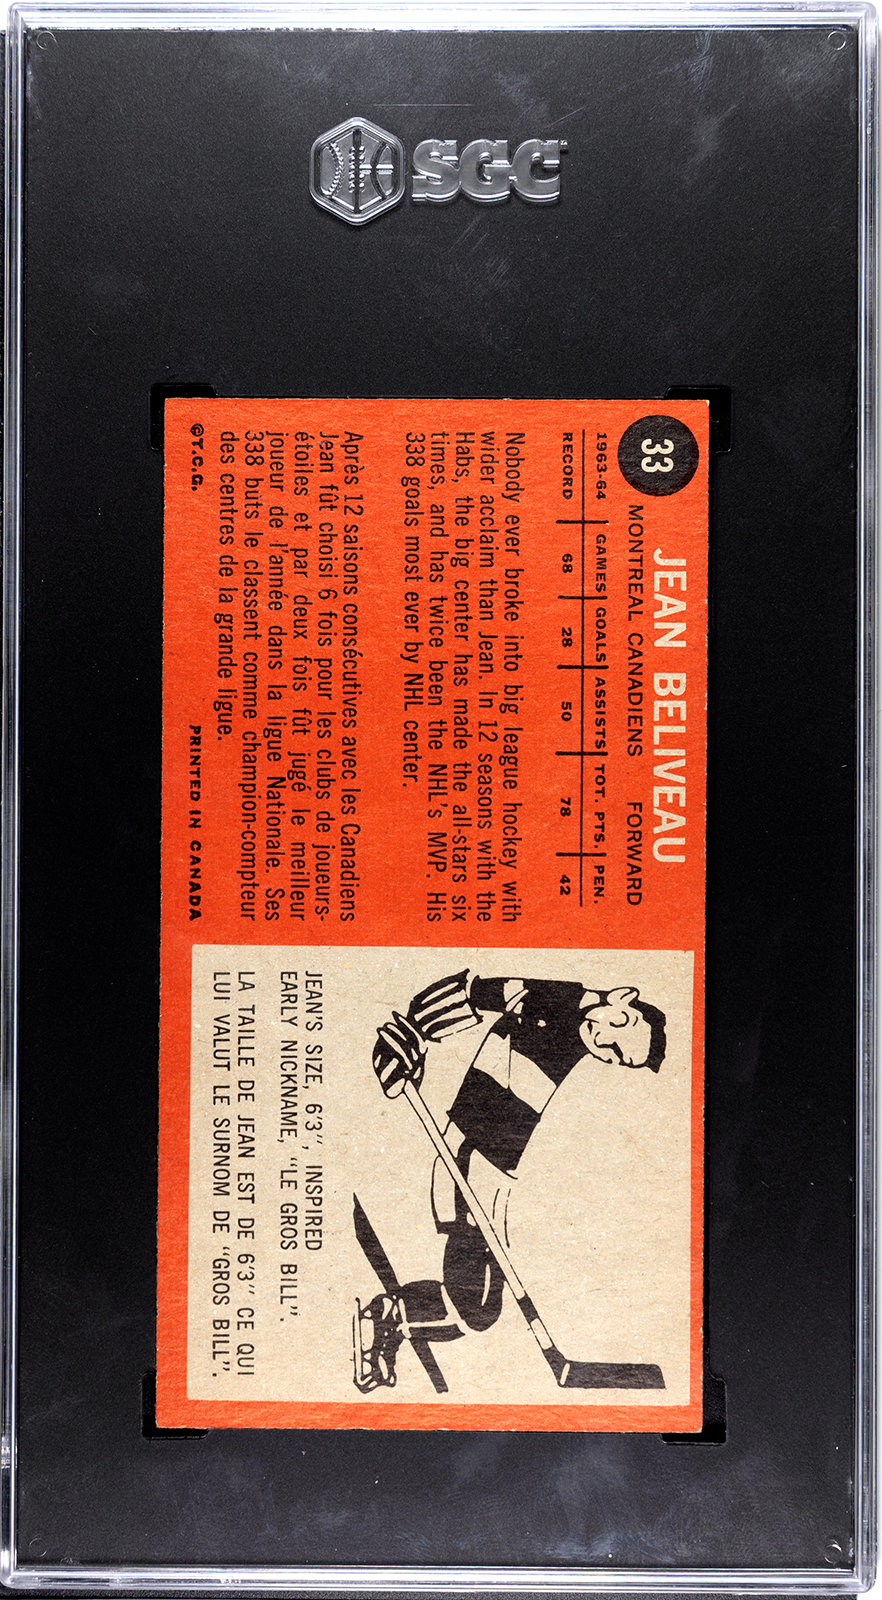 SGC
33
JEAN BELIVEAU
MONTREAL CANADIENS FORWARD
1963-64 GAMES GOALS ASSISTS TOT. PTS. PEN.
RECORD 68 28 50 78 42
Nobody ever broke into big league hockey with
wider acclaim than Jean. In 12 seasons with the
Habs, the big center has made the all-stars six
times, and has twice been the NHL's MVP. His
338 goals most ever by NHL center.
Après 12 saisons consécutives avec les Canadiens
Jean fût choisi 6 fois pour les clubs de joueurs-
étoiles et par deux fois fût jugé le meilleur
joueur de l'année dans la ligue Nationale. Ses
338 buts le classent comme champion-compteur
des centres de la grande ligue.
©T.C.G. PRINTED IN CANADA
JEAN'S SIZE, 6'3", INSPIRED
EARLY NICKNAME, "LE GROS BILL".
LA TAILLE DE JEAN EST DE 6'3" CE QUI
LUI VALUT LE SURNOM DE "GROS BILL".